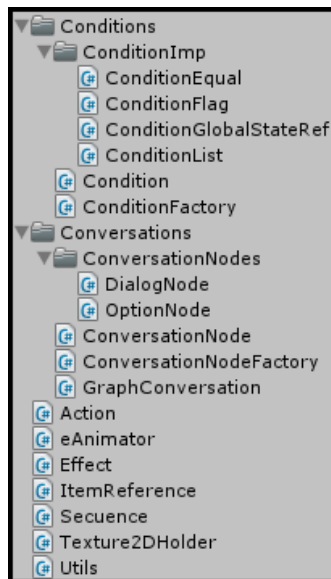 Conditions
ConditionImp
ConditionEqual
ConditionFlag
ConditionGlobalStateRef
ConditionList
Condition
ConditionFactory
Conversations
ConversationNodes
DialogNode
OptionNode
ConversationNode
ConversationNodeFactory
GraphConversation
Action
eAnimator
Effect
ItemReference
Secuence
Texture2DHolder
Utils